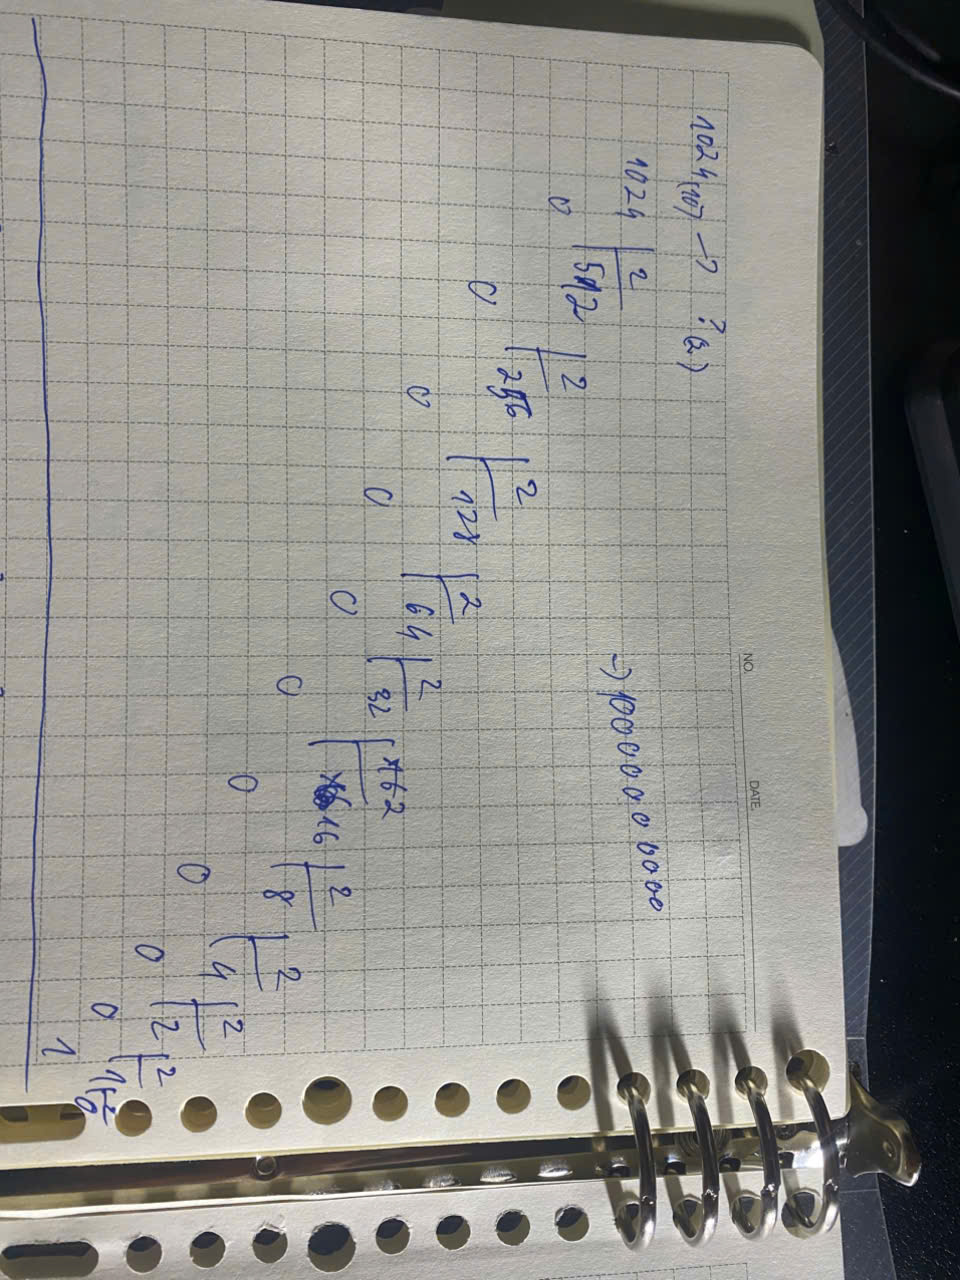 NO.
DATE.
1024(10) → ?(2)
1024 | 2
0 512 | 2
0 256 | 2
0 128 | 2
0 64 | 2
0 32 | 2
0 16 | 2
0 8 | 2
0 4 | 2
0 2 | 2
0 1 | 2
1 0
→ 10000000000